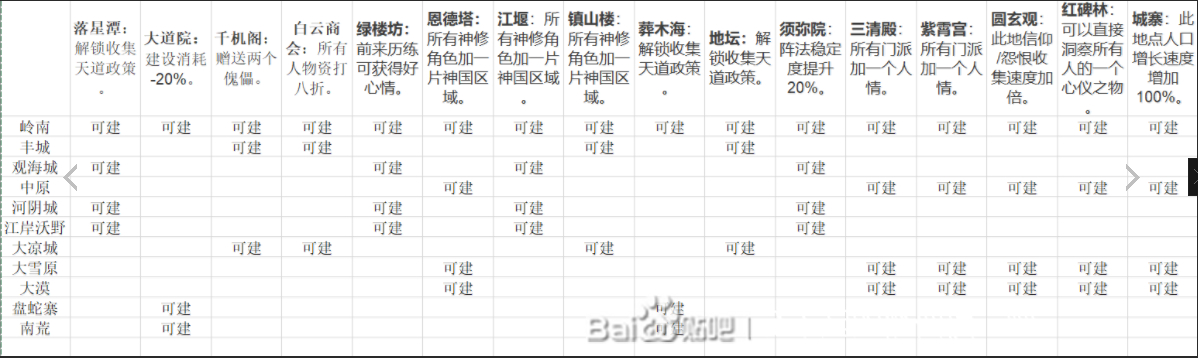 落星潭：解锁收集天道政策。
大道院：建设消耗-20%。
千机阁：赠送两个傀儡。
白云商会：所有人物资打八折。
绿楼坊：前来历练可获得好心情。
恩德塔：所有神修角色加一片神国区域。
江堰：所有神修角色加一片神国区域。
镇山楼：所有神修角色加一片神国区域。
葬木海：解锁收集天道政策
地坛：解锁收集天道政策。
须弥院：阵法稳定度提升20%。
三清殿：所有门派加一个人情。
紫霄宫：所有门派加一个人情。
圆玄观：此地信仰/怨恨收集速度加倍。
红碑林：可以直接洞察所有人的一个心仪之物。
城寨：此地点人口增长速度增加100%。
岭南 可建 可建 可建 可建 可建 可建 可建 可建 可建 可建 可建 可建 可建 可建 可建 可建
丰城 可建 可建 可建 可建
观海城 可建 可建 可建 可建
中原 可建 可建 可建 可建 可建 可建
河阴城 可建 可建 可建 可建
江岸沃野 可建 可建 可建 可建
大凉城 可建 可建 可建 可建
大雪原 可建 可建 可建 可建 可建 可建
大漠 可建 可建 可建 可建 可建 可建
盘蛇寨 可建 可建
南荒 可建 可建
Bai 贴吧